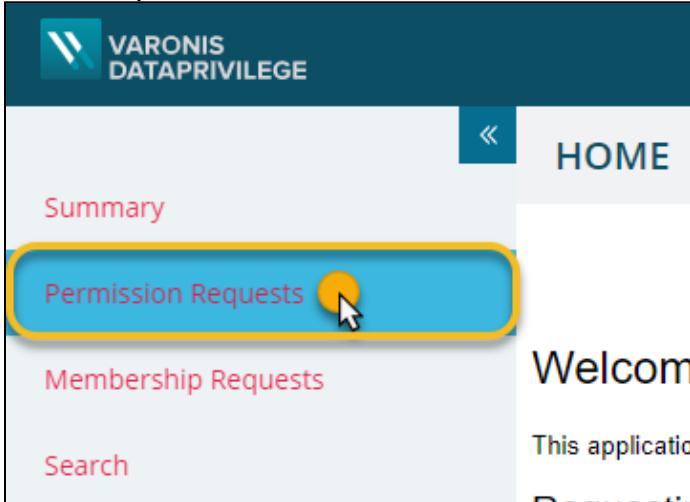 VARONIS
DATAPRIVILEGE
«
HOME
Summary
Permission Requests
Membership Requests
Search
Welcom
This applicatio